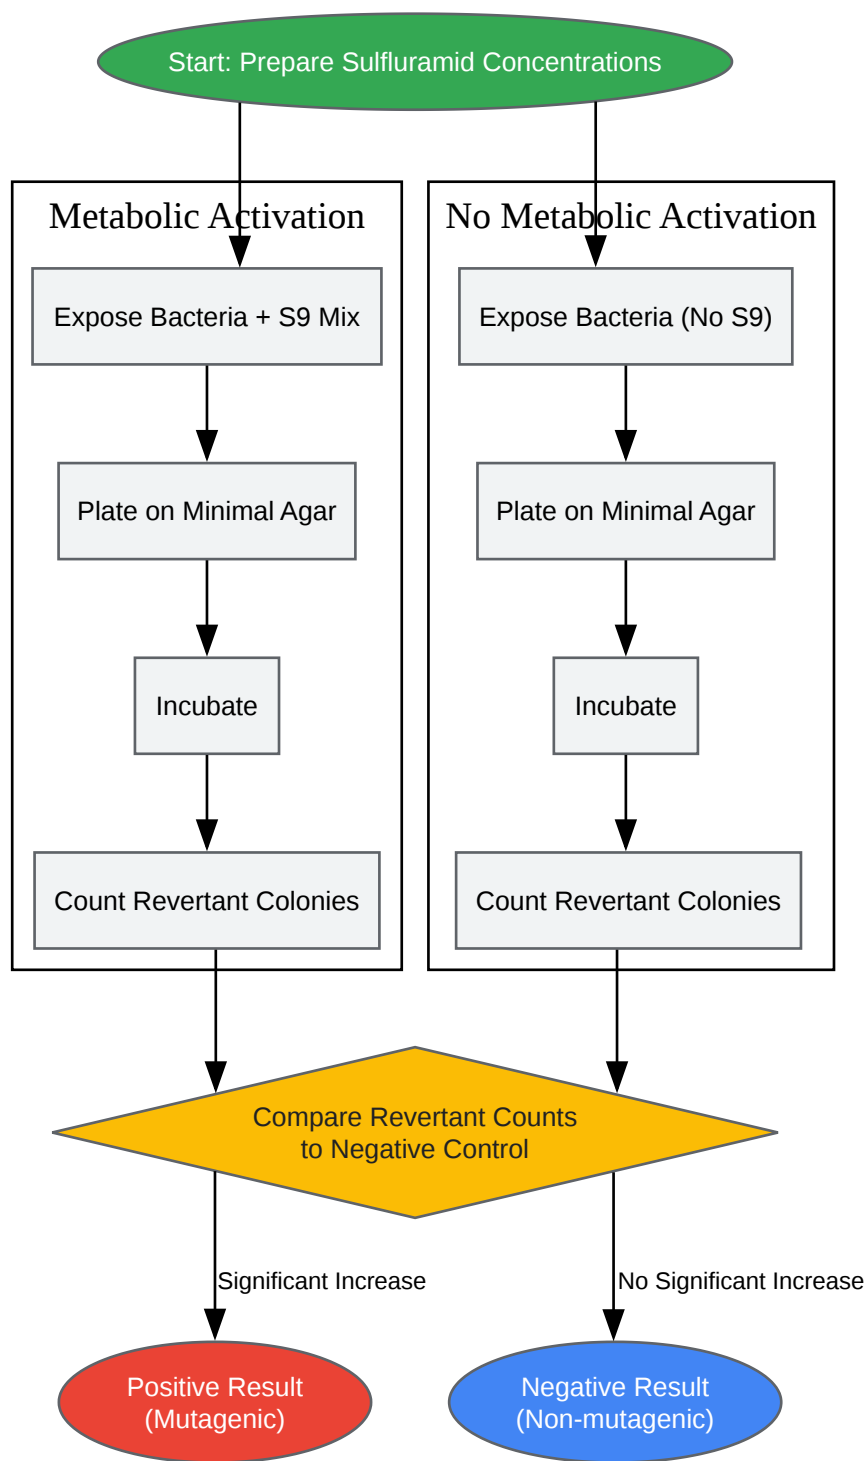 Start: Prepare Sulfluramid Concentrations
Metabolic Activation
Expose Bacteria + S9 Mix
Plate on Minimal Agar
Incubate
Count Revertant Colonies
No Metabolic Activation
Expose Bacteria (No S9)
Plate on Minimal Agar
Incubate
Count Revertant Colonies
Compare Revertant Counts
to Negative Control
Significant Increase
No Significant Increase
Positive Result
(Mutagenic)
Negative Result
(Non-mutagenic)